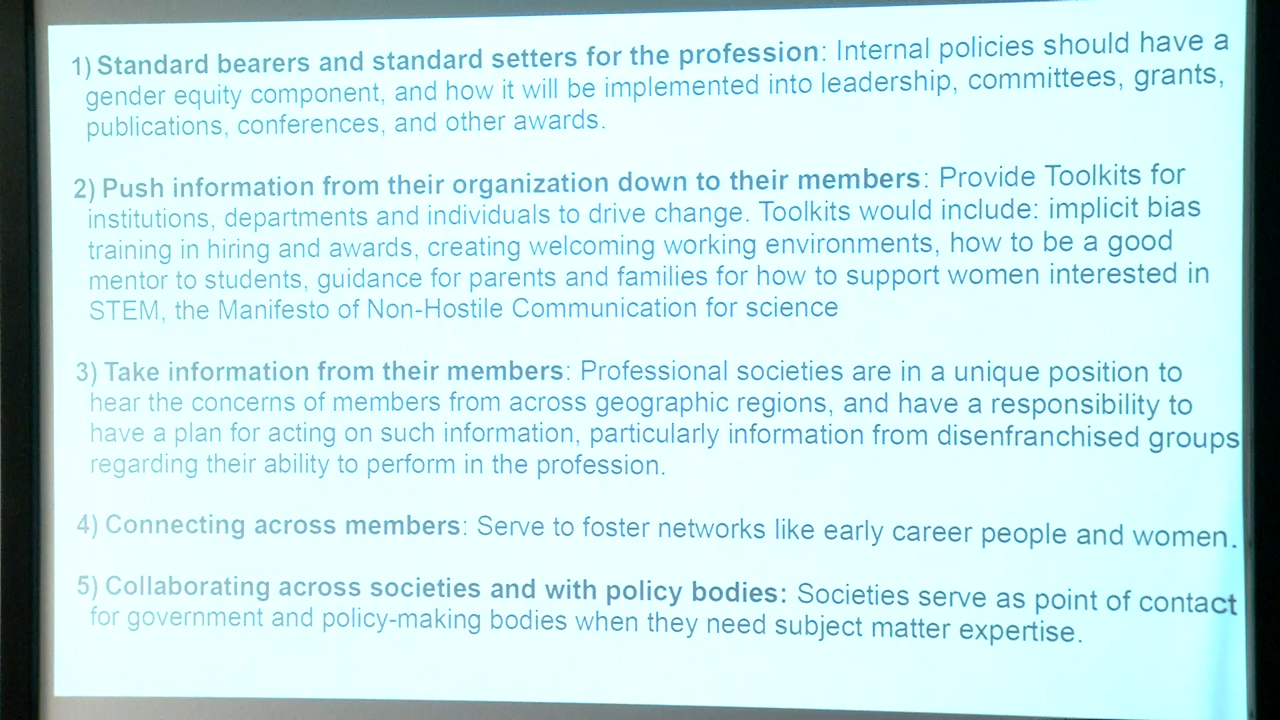 1) Standard bearers and standard setters for the profession: Internal policies should have a
gender equity component, and how it will be implemented into leadership, committees, grants,
publications, conferences, and other awards.
2) Push information from their organization down to their members: Provide Toolkits for
institutions, departments and individuals to drive change. Toolkits would include: implicit bias
training in hiring and awards, creating welcoming working environments, how to be a good
mentor to students, guidance for parents and families for how to support women interested in
STEM, the Manifesto of Non-Hostile Communication for science
3) Take information from their members: Professional societies are in a unique position to
hear the concerns of members from across geographic regions, and have a responsibility to
have a plan for acting on such information, particularly information from disenfranchised groups
regarding their ability to perform in the profession.
4) Connecting across members: Serve to foster networks like early career people and women.
5) Collaborating across societies and with policy bodies: Societies serve as point of contact
for government and policy-making bodies when they need subject matter expertise.